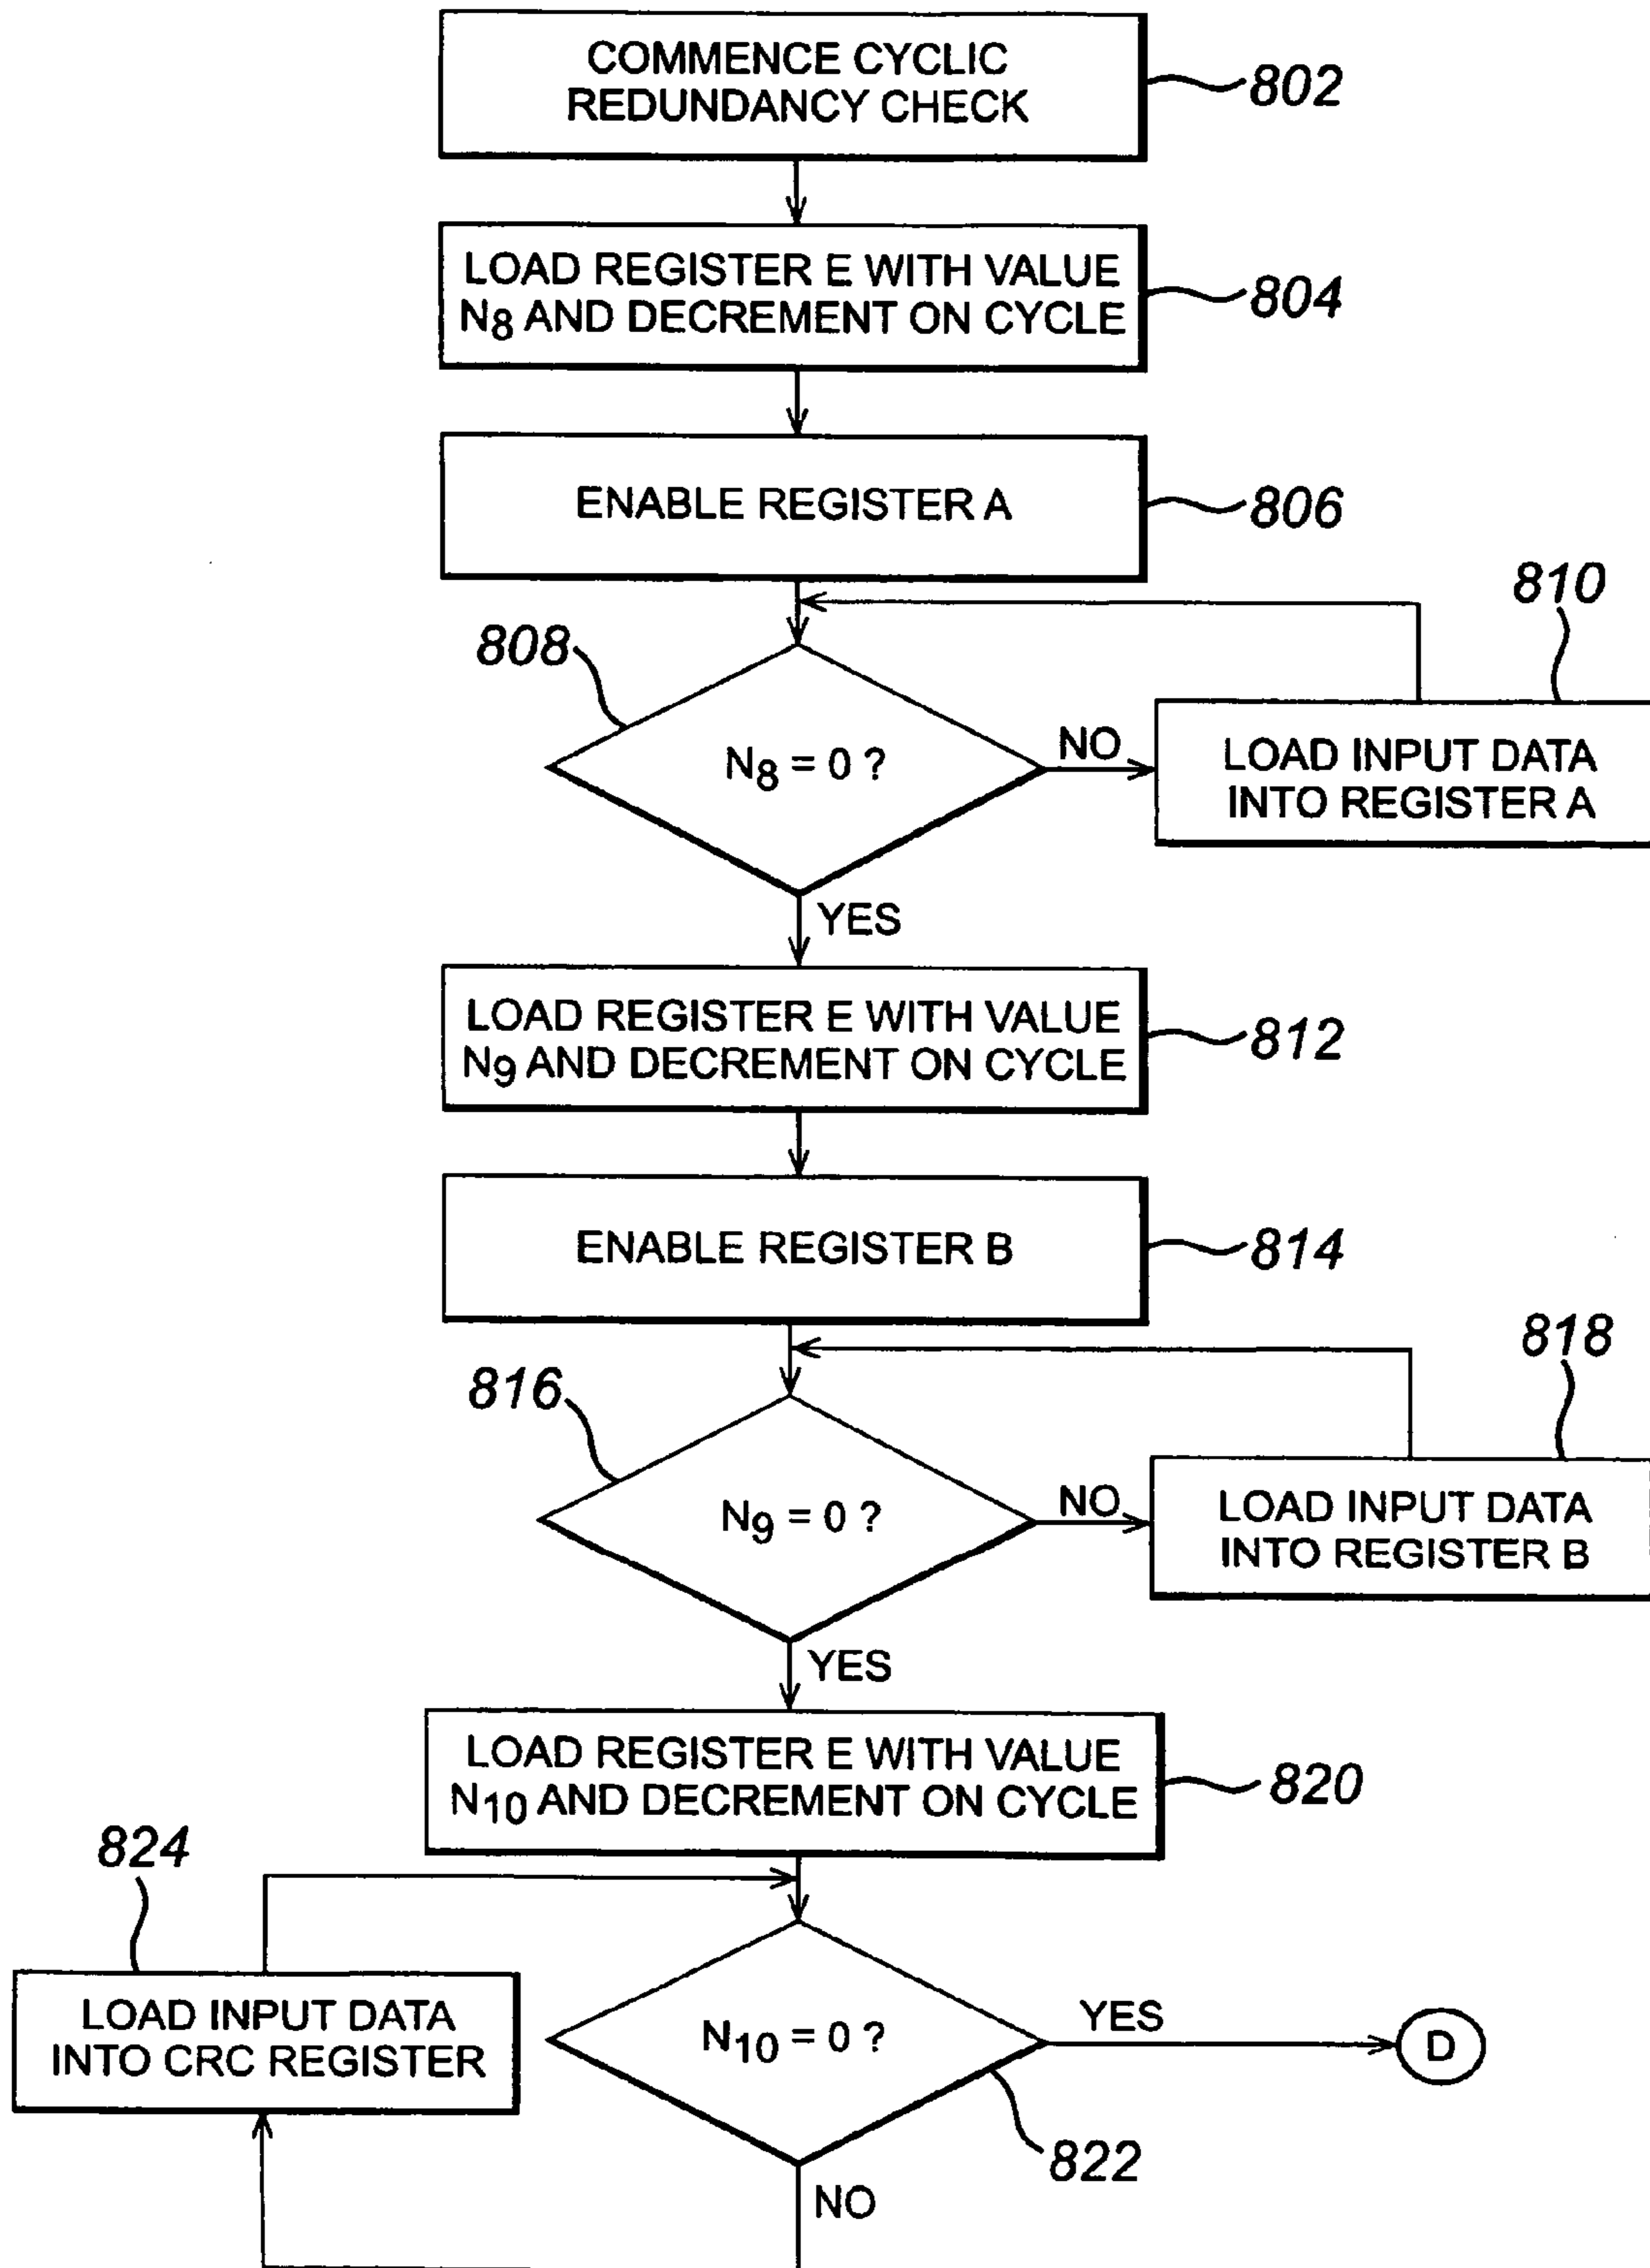 COMMENCE CYCLIC
REDUNDANCY CHECK
802
LOAD REGISTER E WITH VALUE
N8 AND DECREMENT ON CYCLE
804
ENABLE REGISTER A
806
810
808
N8 = 0 ?
NO
LOAD INPUT DATA
INTO REGISTER A
YES
LOAD REGISTER E WITH VALUE
N9 AND DECREMENT ON CYCLE
812
ENABLE REGISTER B
814
818
816
N9 = 0 ?
NO
LOAD INPUT DATA
INTO REGISTER B
YES
LOAD REGISTER E WITH VALUE
N10 AND DECREMENT ON CYCLE
820
824
LOAD INPUT DATA
INTO CRC REGISTER
N10 = 0 ?
YES
D
822
NO